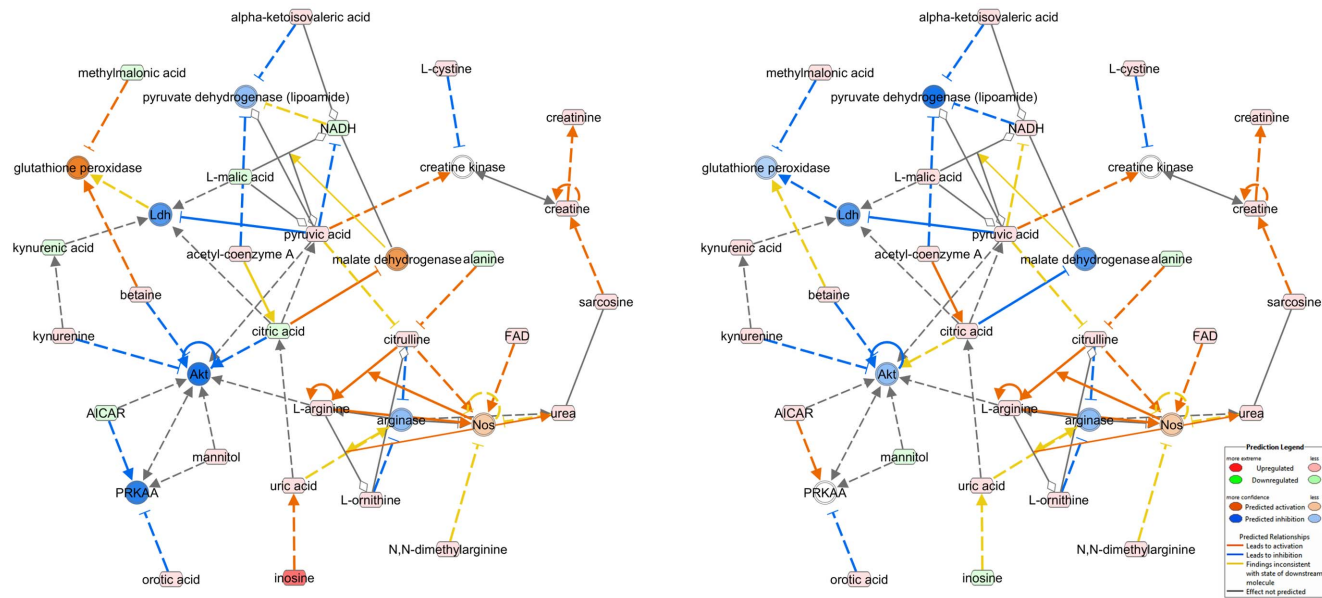 alpha-ketoisovaleric acid
methylmalonic acid
L-cystine
pyruvate dehydrogenase (lipoamide)
creatinine
NADH
glutathione peroxidase
creatine kinase
L-malic acid
Ldh
creatine
pyruvic acid
kynurenic acid
acetyl-coenzyme A
malate dehydrogenase
alanine
betaine
sarcosine
kynurenine
citric acid
citrulline
FAD
Akt
AICAR
L-arginine
arginase
Nos
urea
mannitol
PRKAA
uric acid
L-ornithine
N,N-dimethylarginine
orotic acid
inosine
alpha-ketoisovaleric acid
methylmalonic acid
L-cystine
pyruvate dehydrogenase (lipoamide)
creatinine
NADH
glutathione peroxidase
creatine kinase
L-malic acid
Ldh
creatine
pyruvic acid
kynurenic acid
acetyl-coenzyme A
malate dehydrogenase
alanine
betaine
sarcosine
kynurenine
citric acid
citrulline
FAD
Akt
AICAR
L-arginine
arginase
Nos
urea
mannitol
PRKAA
uric acid
L-ornithine
N,N-dimethylarginine
orotic acid
inosine
Prediction Legend
more extreme less
Upregulated
Downregulated
more confidence less
Predicted activation
Predicted inhibition
Predicted Relationships
Leads to activation
Leads to inhibition
Findings inconsistent
with state of downstream
molecule
Effect not predicted